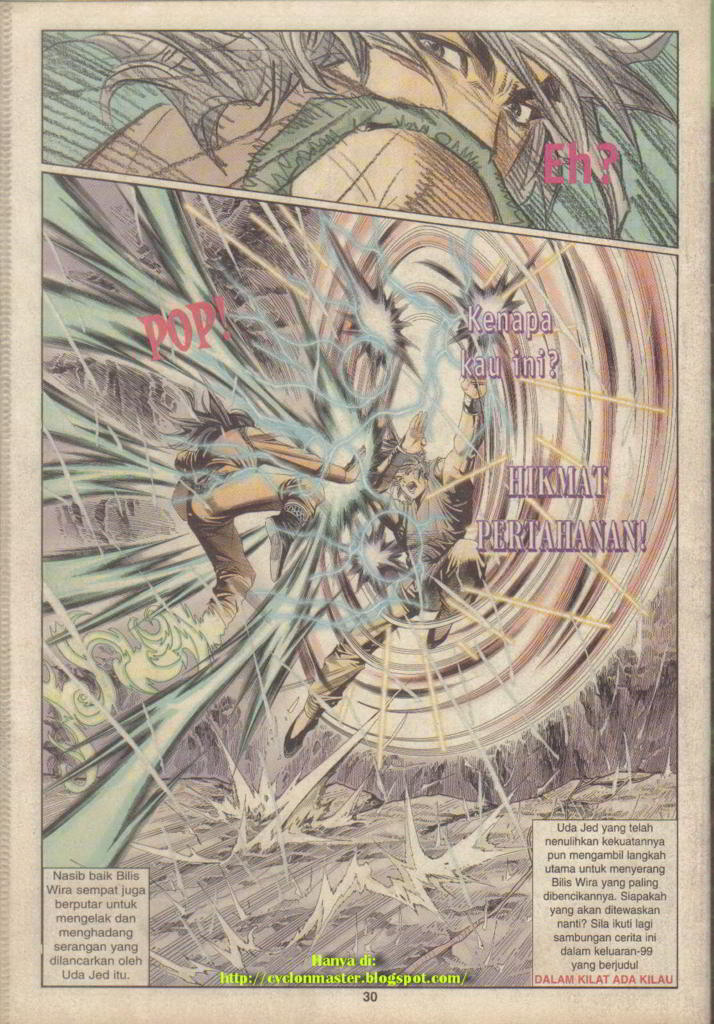 Eh?
POP!
Kenapa
kau ini?
HIKMAT
PERTAHANAN!
Nasib baik Bilis
Wira sempat juga
berputar untuk
mengelak dan
menghadang
serangan yang
dilancarkan oleh
Uda Jed itu.
Uda Jed yang telah
nenulihkan kekuatannya
pun mengambil langkah
utama untuk menyerang
Bilis Wira yang paling
dibencikannya. Siapakah
yang akan ditewaskan
nanti? Sila ikuti lagi
sambungan cerita ini
dalam keluaran-99
yang berjudul
DALAM KILAT ADA KILAU
Hanya di:
http://cyclonmaster.blogspot.com/
30